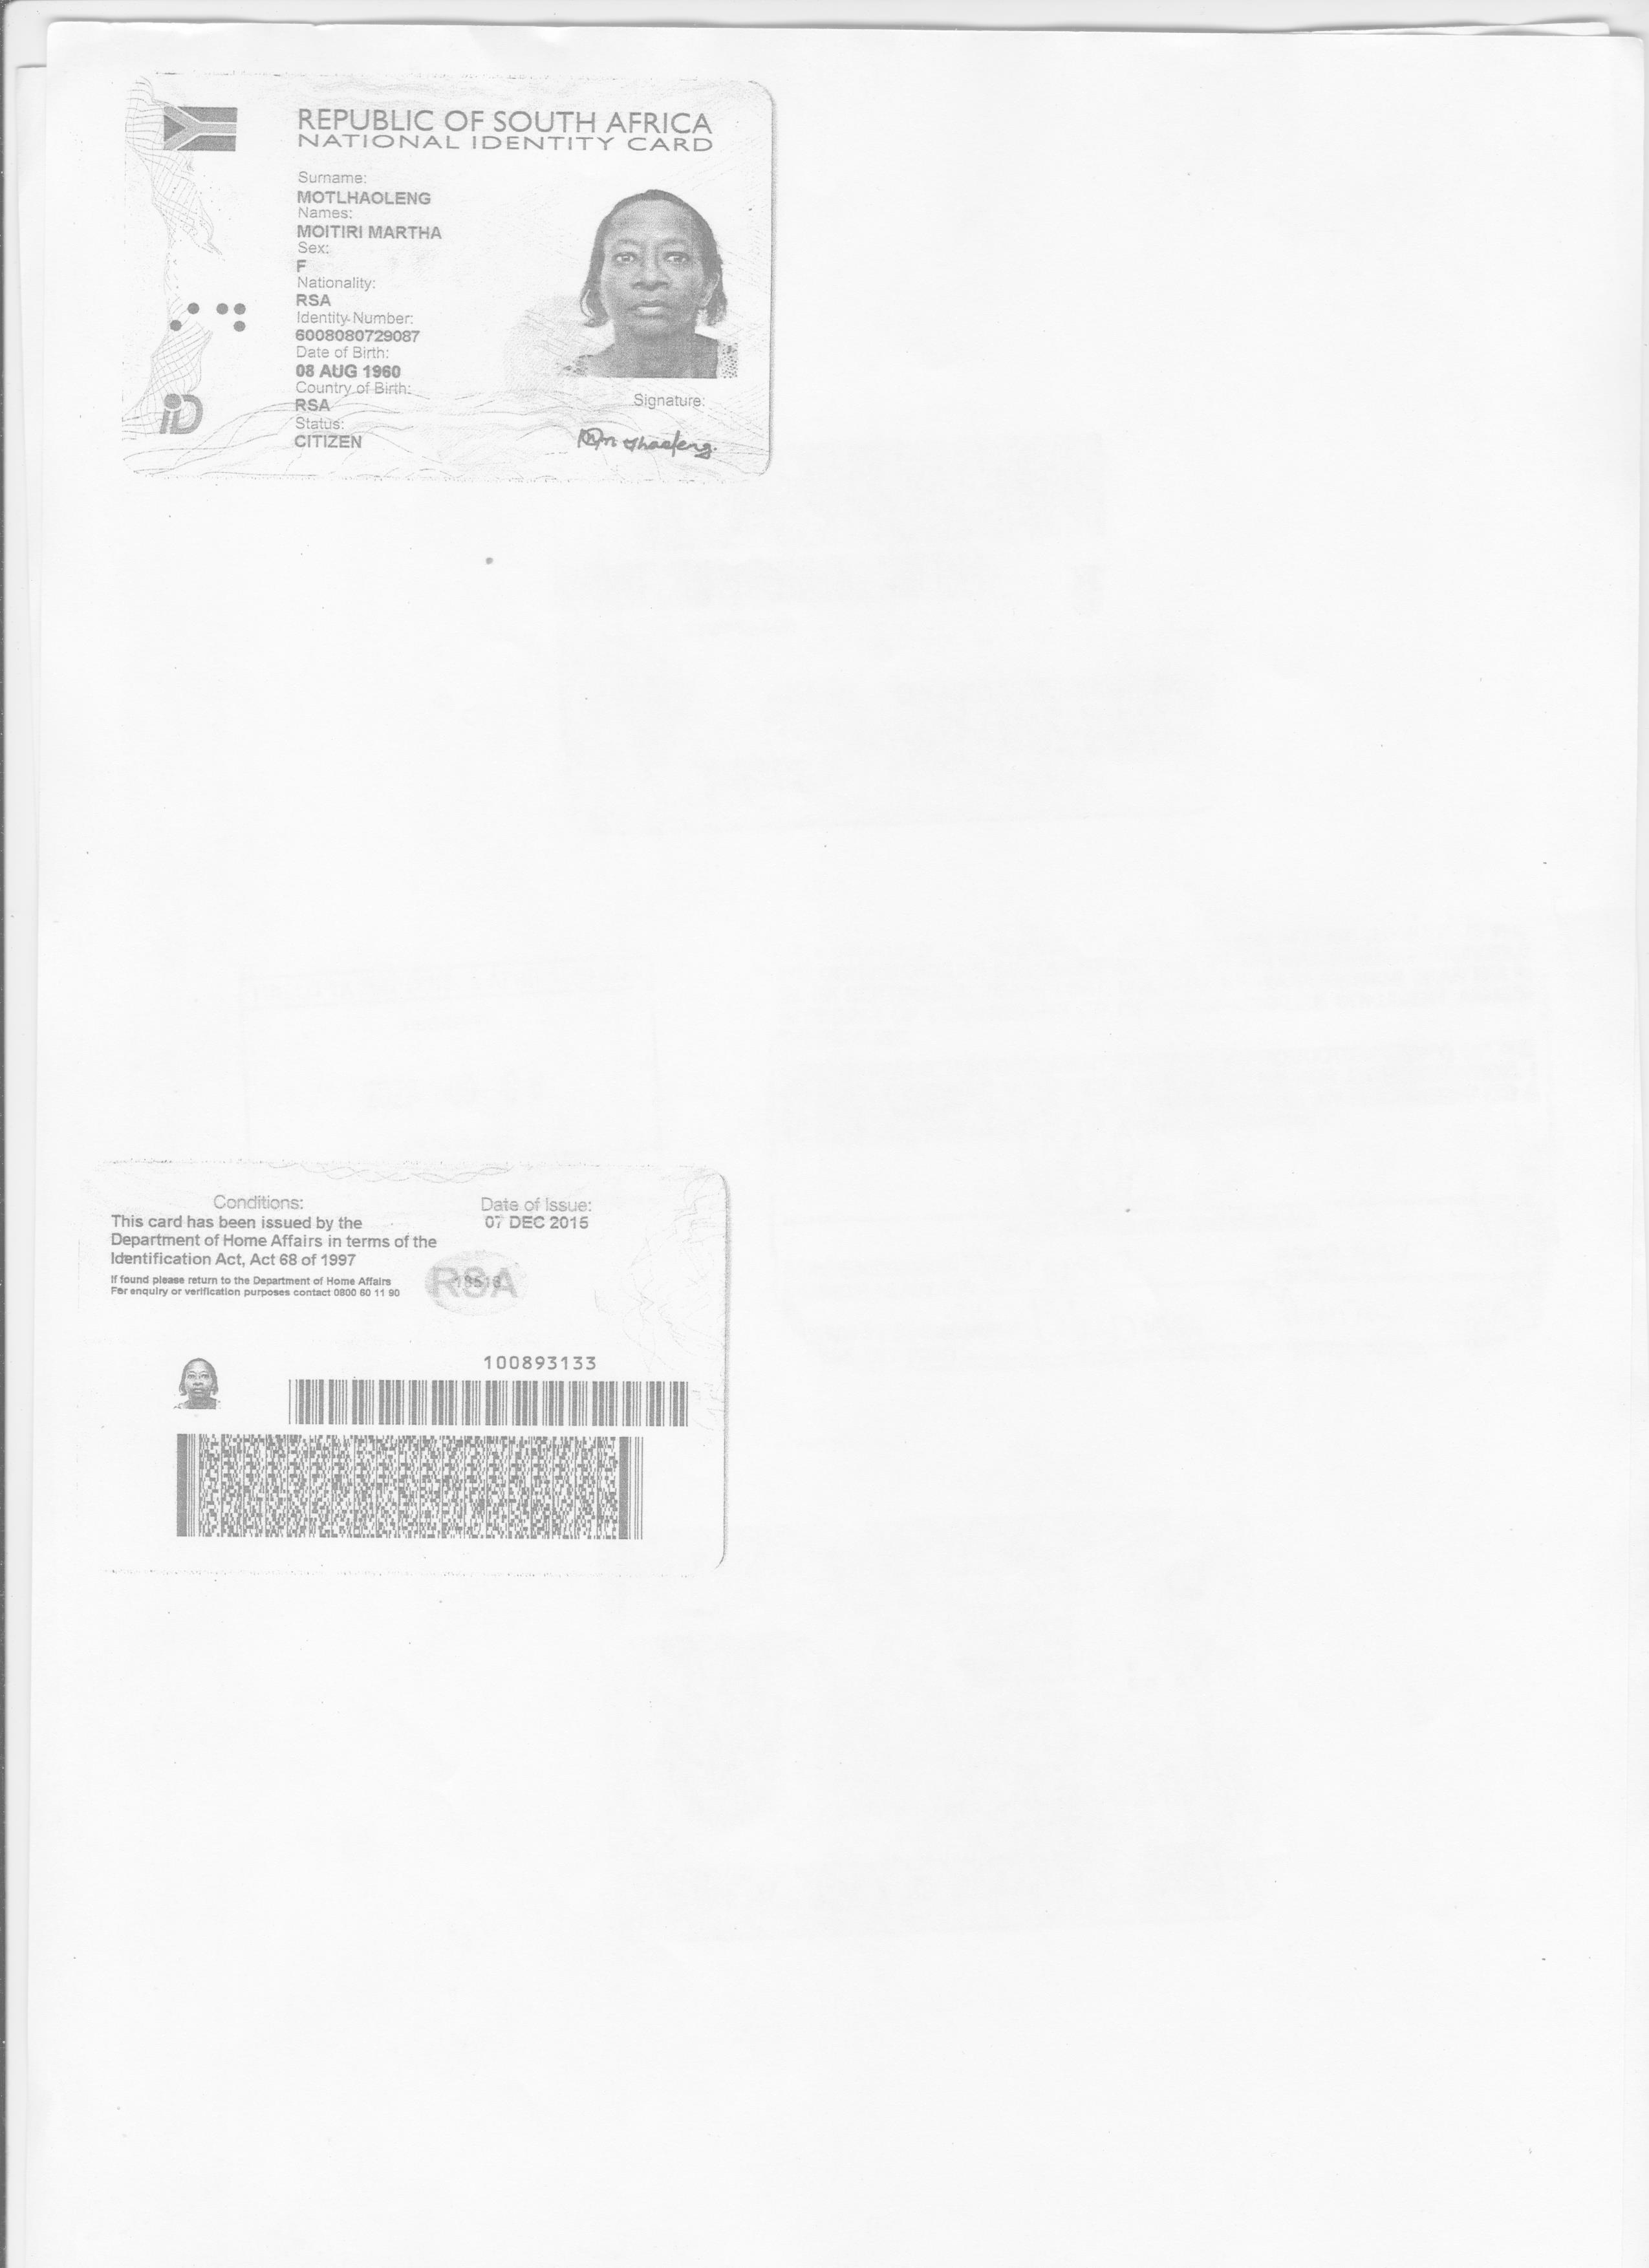 REPUBLIC OF SOUTH AFRICA
NATIONAL IDENTITY CARD
Surname:
MOTLHAOLENG
Names:
MOITIRI MARTHA
Sex:
F
Nationality:
RSA
Identity Number:
6008080729087
Date of Birth:
08 AUG 1960
Country of Birth:
RSA
Status:
CITIZEN
Signature:
iD
Conditions:
This card has been issued by the
Department of Home Affairs in terms of the
Identification Act, Act 68 of 1997
If found please return to the Department of Home Affairs
For enquiry or verification purposes contact 0800 60 11 90
Date of Issue:
07 DEC 2015
RSA
100893133